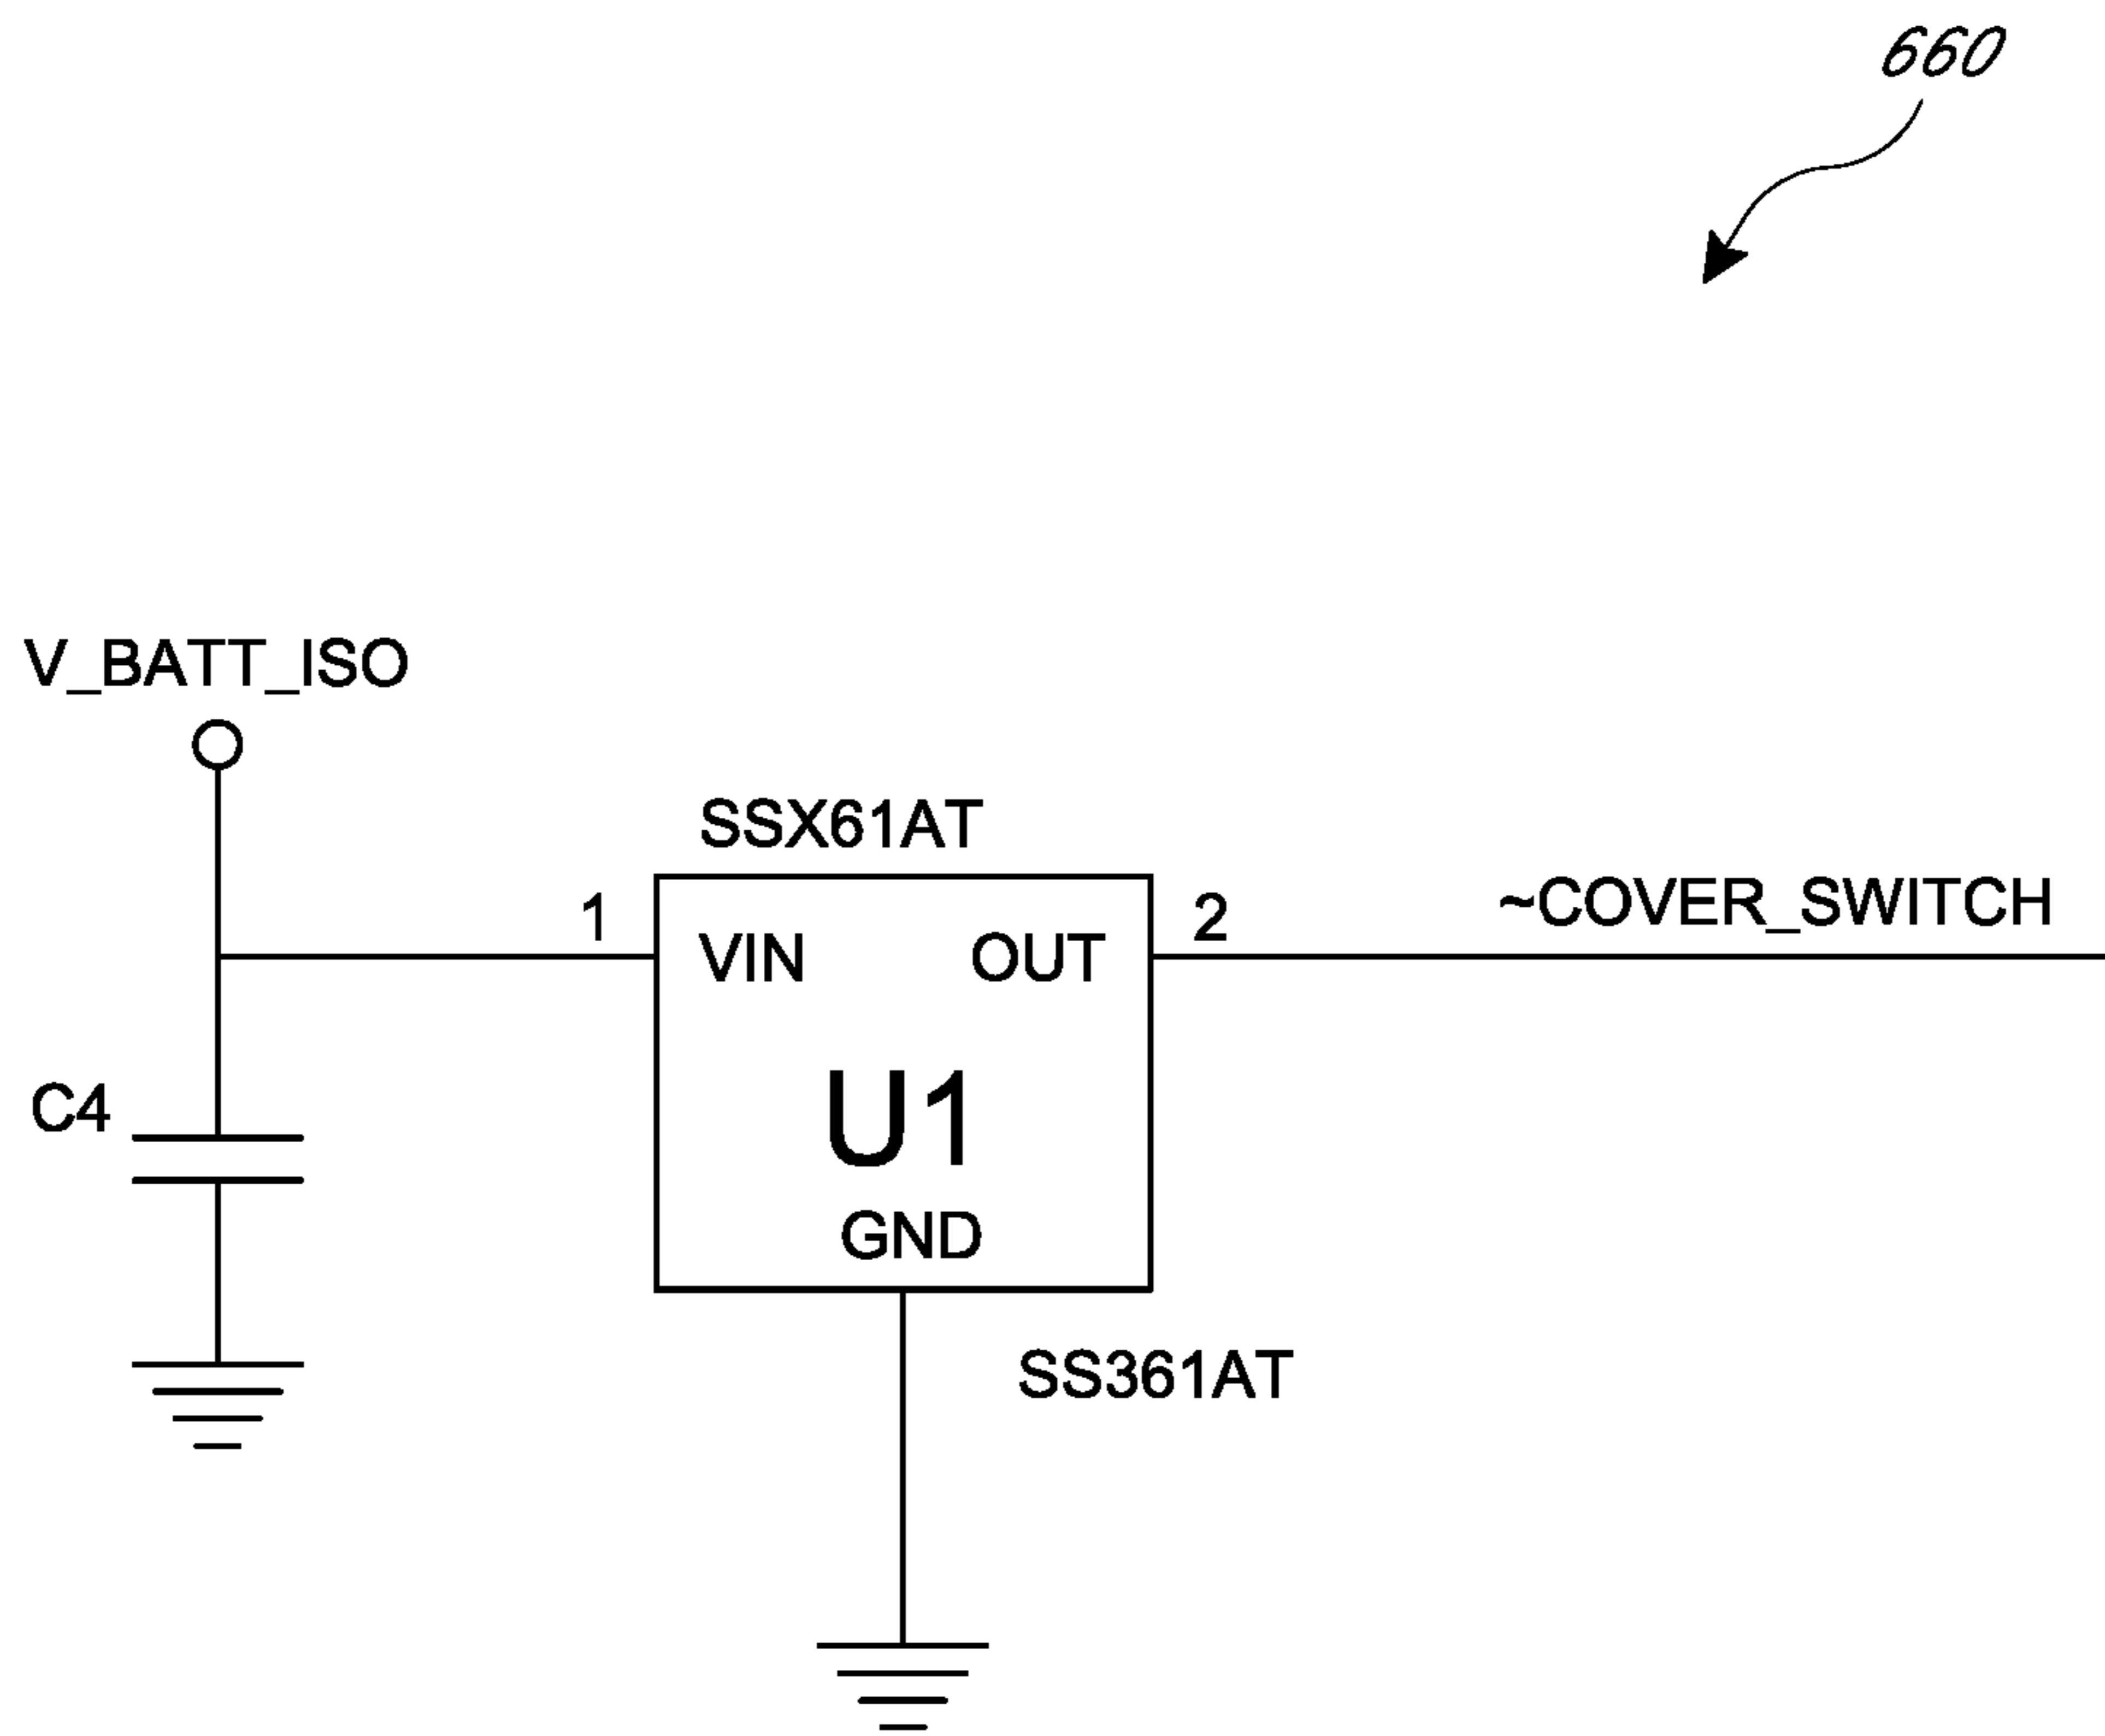 660
V_BATT_ISO
SSX61AT
1
VIN
OUT
2
~COVER_SWITCH
C4
U1
GND
SS361AT